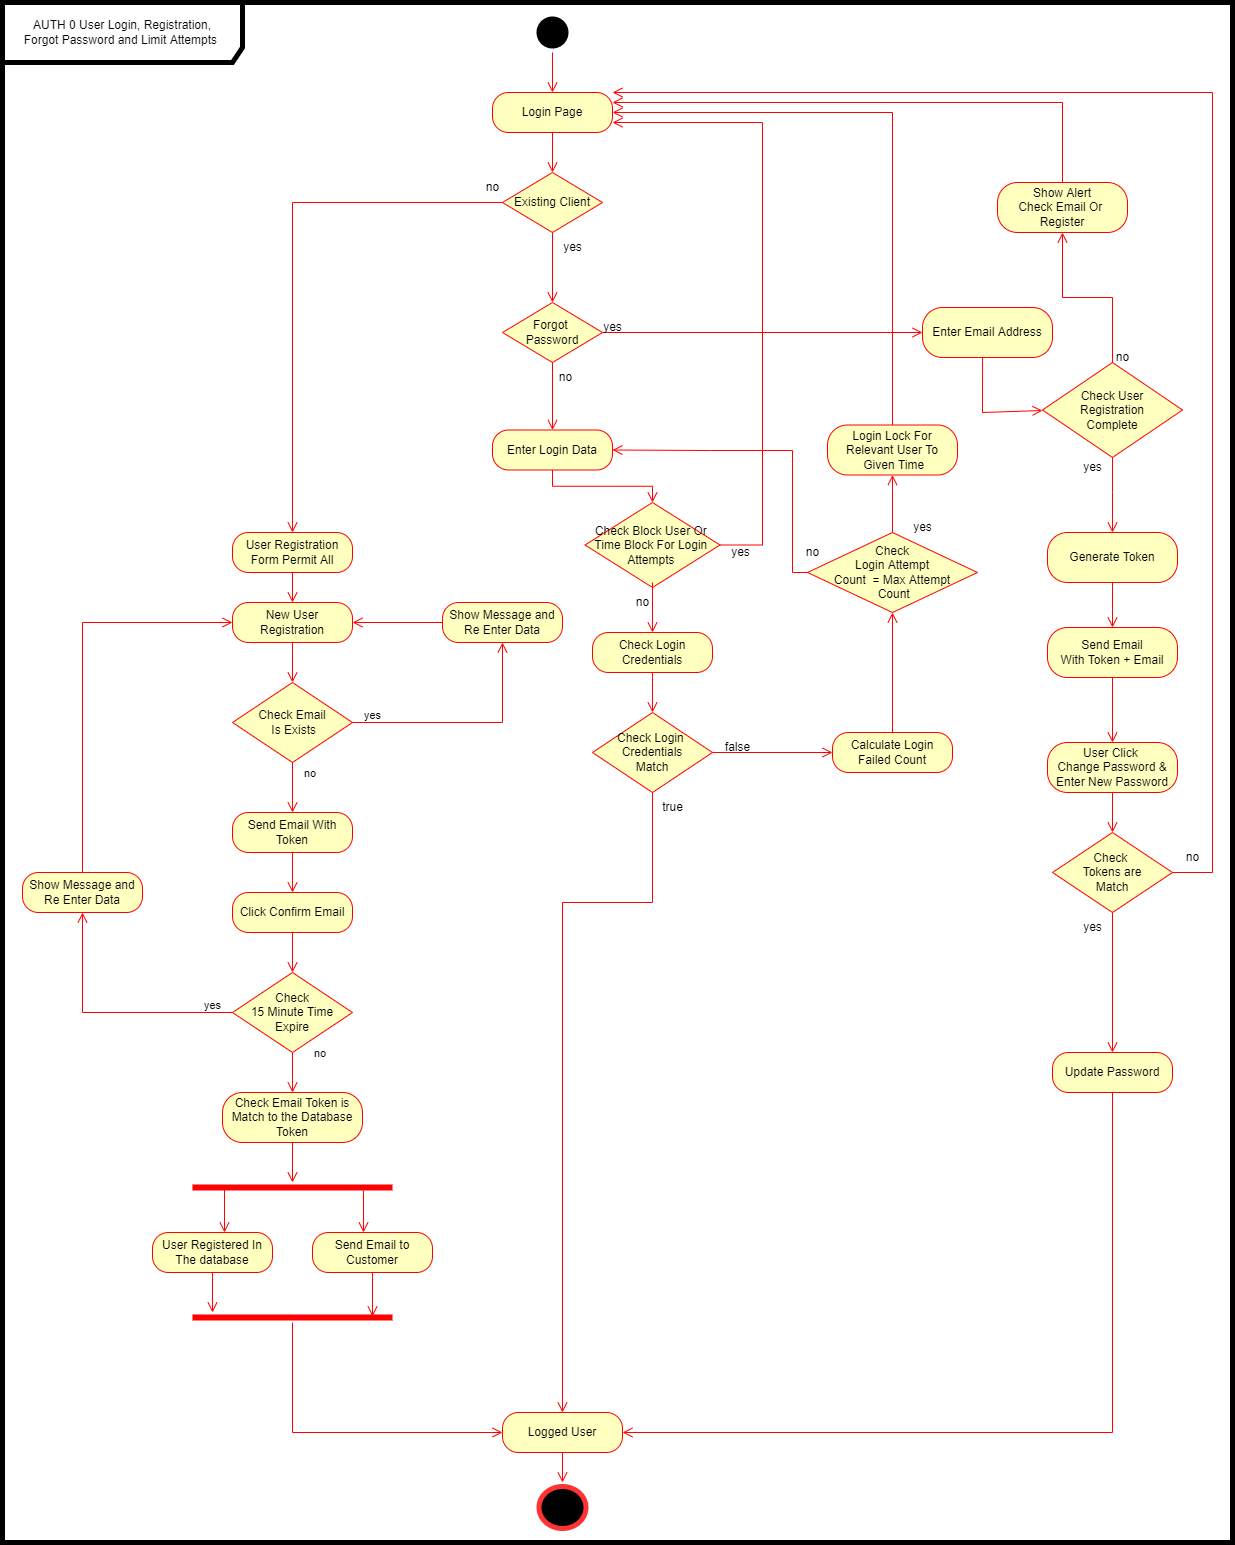 AUTH 0 User Login, Registration,
Forgot Password and Limit Attempts
Login Page
no
Existing Client
yes
Show Alert
Check Email Or
Register
Forgot
Password
yes
no
Enter Email Address
no
Check User
Registration
Complete
yes
Enter Login Data
Login Lock For
Relevant User To
Given Time
yes
Check Block User Or
Time Block For Login
Attempts
yes
no
no
Check
Login Attempt
Count = Max Attempt
Count
Generate Token
User Registration
Form Permit All
New User
Registration
Show Message and
Re Enter Data
Check Login
Credentials
Send Email
With Token + Email
Check Email
Is Exists
yes
no
Check Login
Credentials
Match
false
true
Calculate Login
Failed Count
User Click
Change Password &
Enter New Password
Send Email With
Token
Check
Tokens are
Match
no
yes
Show Message and
Re Enter Data
Click Confirm Email
yes
Check
15 Minute Time
Expire
no
Update Password
Check Email Token is
Match to the Database
Token
User Registered In
The database
Send Email to
Customer
Logged User